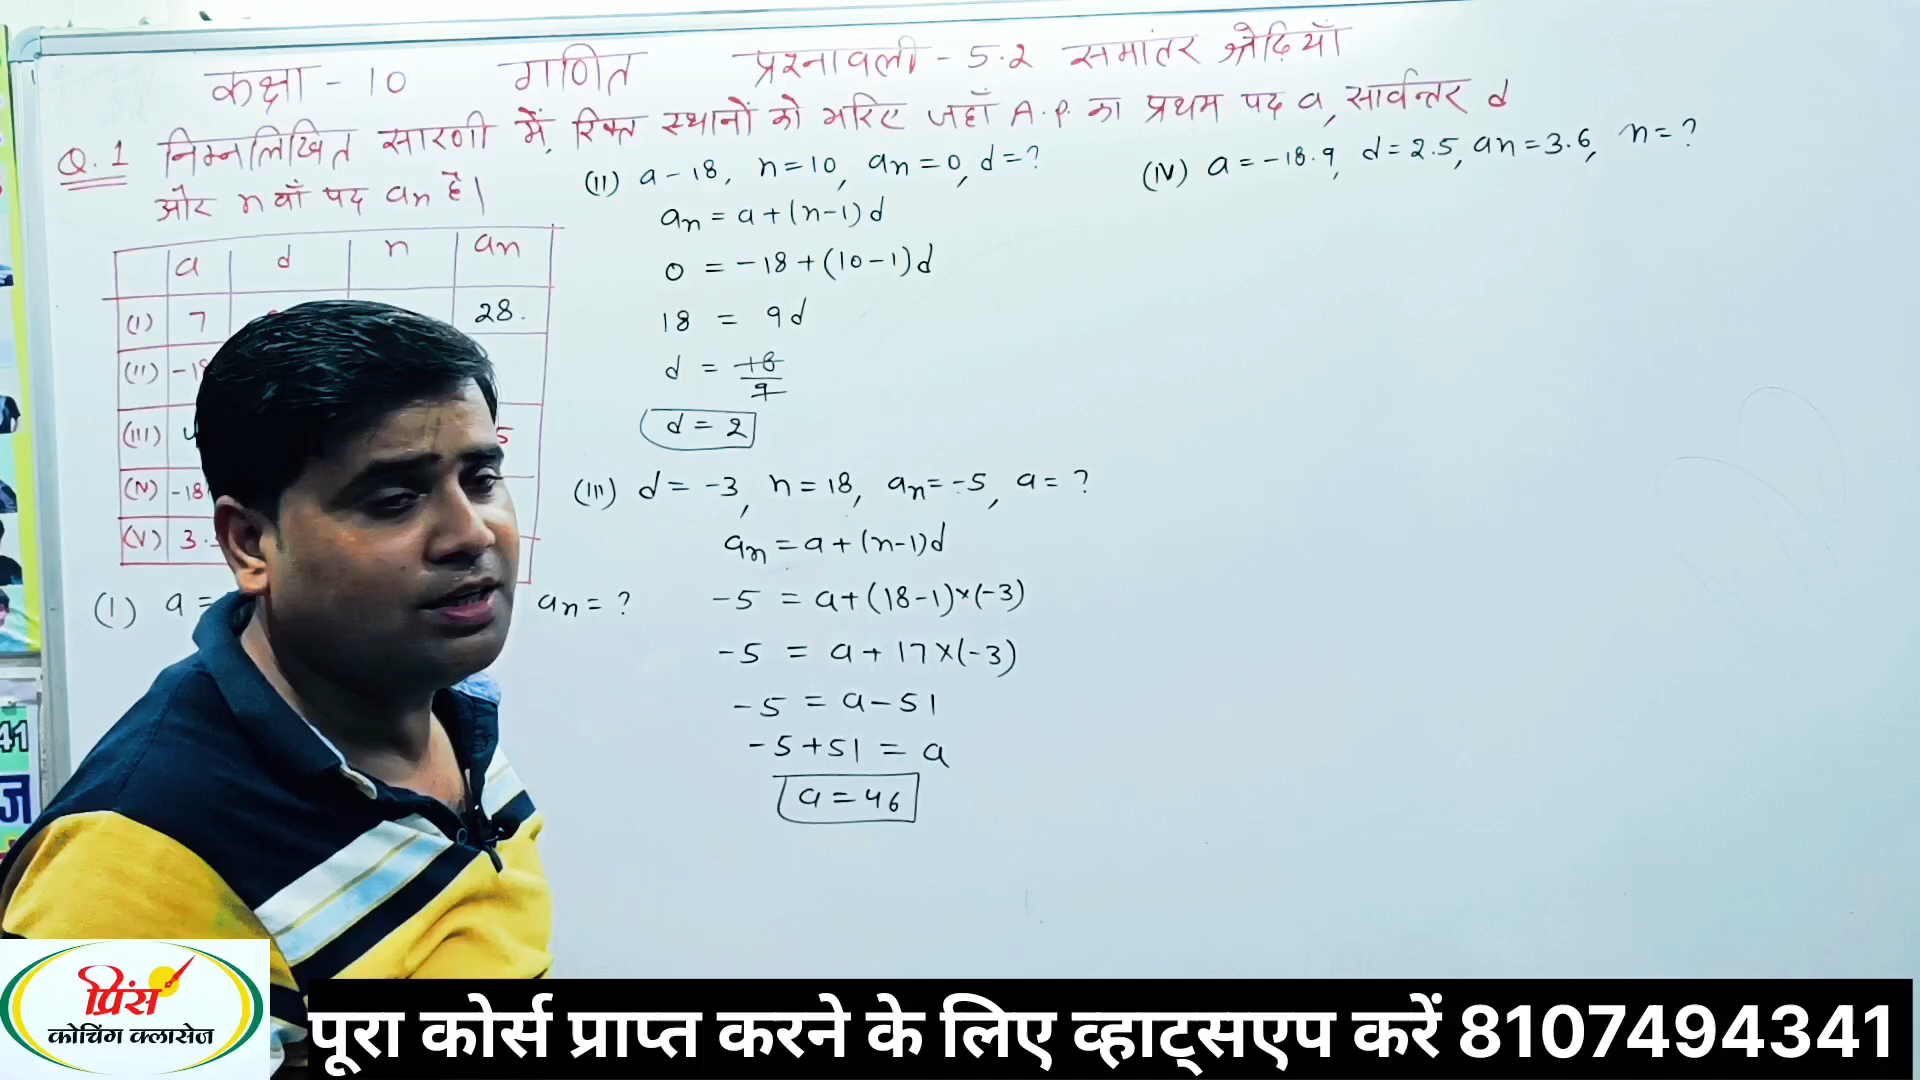 कक्षा - 10 गणित प्रश्नावली - 5.2 समांतर श्रेढ़ियाँ
Q.1 निम्नलिखित सारणी में, रिक्त स्थानों को भरिए जहाँ A.P. का प्रथम पद a, सार्वन्तर d
और n वाँ पद an है।
a d n an
(I) 7 28.
(II) -18
(III) 5
(IV) -18.
(V) 3.
(I) a = an = ?
(II) a - 18, n = 10, an = 0, d = ?
an = a + (n-1) d
0 = -18 + (10-1) d
18 = 9d
d = 18/9
d = 2
(III) d = -3, n = 18, an = -5, a = ?
an = a + (n-1)d
-5 = a + (18-1)×(-3)
-5 = a + 17×(-3)
-5 = a - 51
-5+51 = a
a = 46
(IV) a = -18.9, d = 2.5, an = 3.6, n = ?
41
ज
प्रिंस
कोचिंग क्लासेज
पूरा कोर्स प्राप्त करने के लिए व्हाट्सएप करें 8107494341